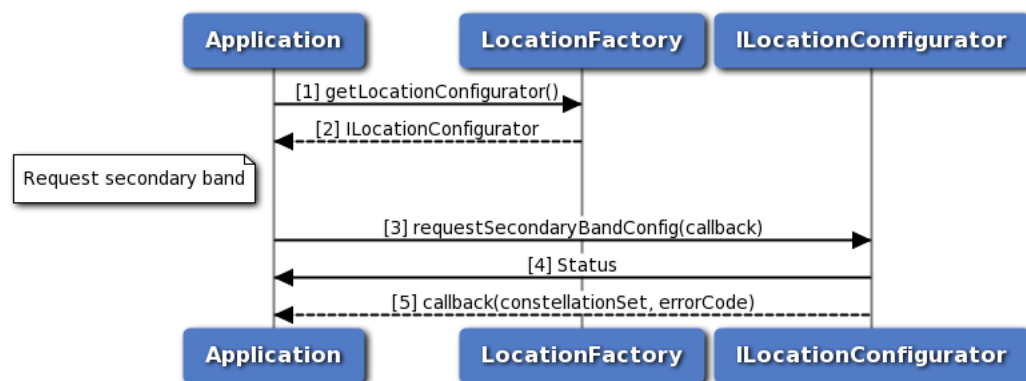 Application
LocationFactory
ILocationConfigurator
[1] getLocationConfigurator()
[2] ILocationConfigurator
Request secondary band
[3] requestSecondaryBandConfig(callback)
[4] Status
[5] callback(constellationSet, errorCode)
Application
LocationFactory
ILocationConfigurator